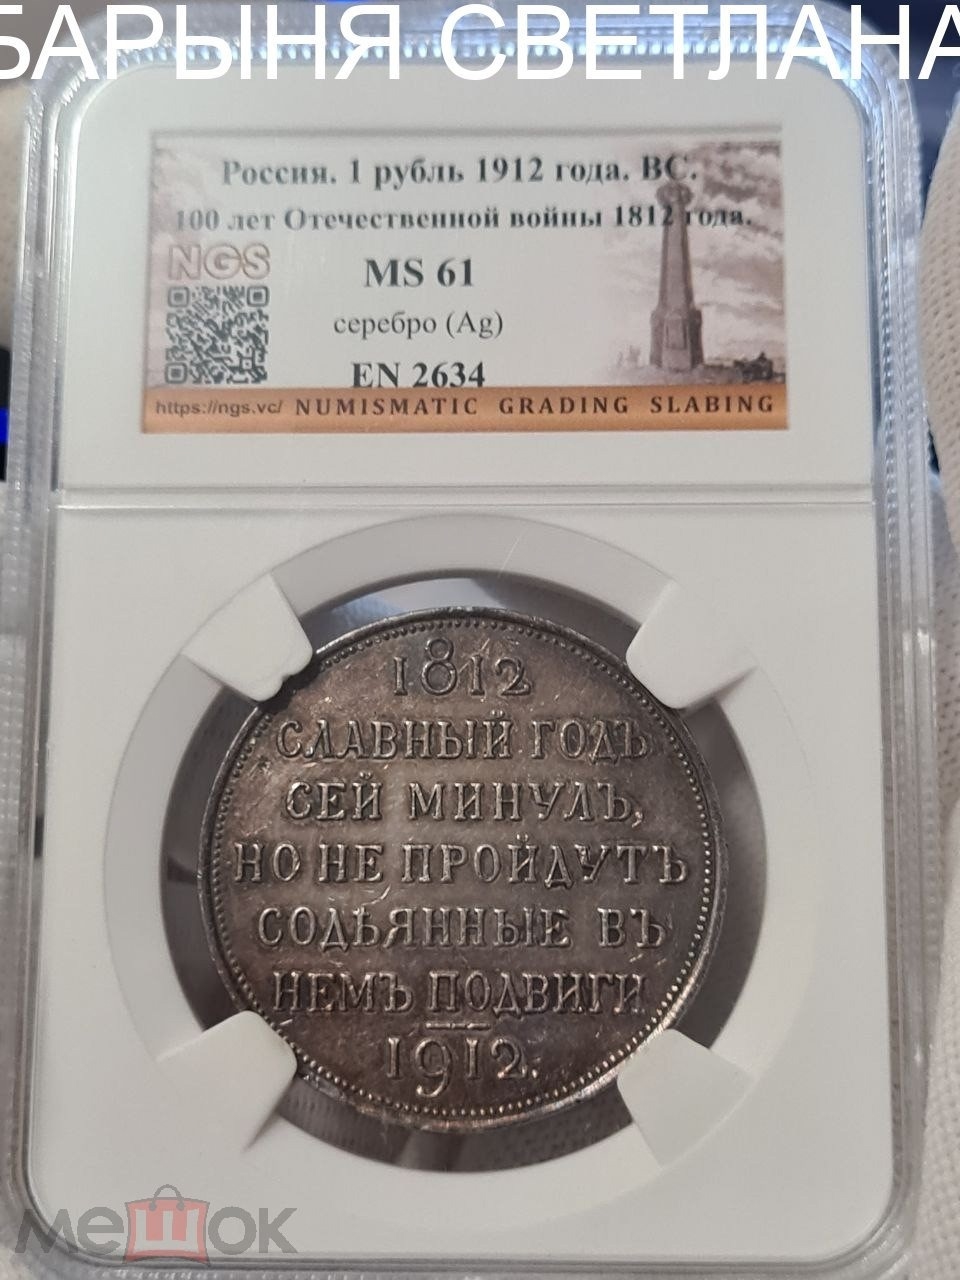 БАРЫНЯ СВЕТЛАНА
Россия. 1 рубль 1912 года. ВС.
100 лет Отечественной войны 1812 года.
NGS
MS 61
серебро (Ag)
EN 2634
https://ngs.vc/ NUMISMATIC GRADING SLABING
1812
СЛАВНЫЙ ГОДЪ
СЕЙ МИНУЛЪ,
НО НЕ ПРОЙДУТЪ
СОДѢЯННЫЕ ВЪ
НЕМЪ ПОДВИГИ
1912.
мешок